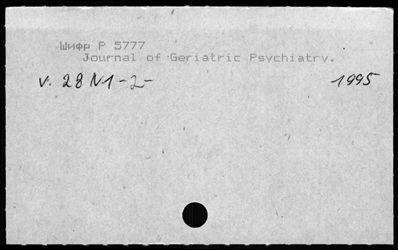 Шифр Р 5777
Journal of Geriatric Psychiatry.
v. 28 N1-2- 1995